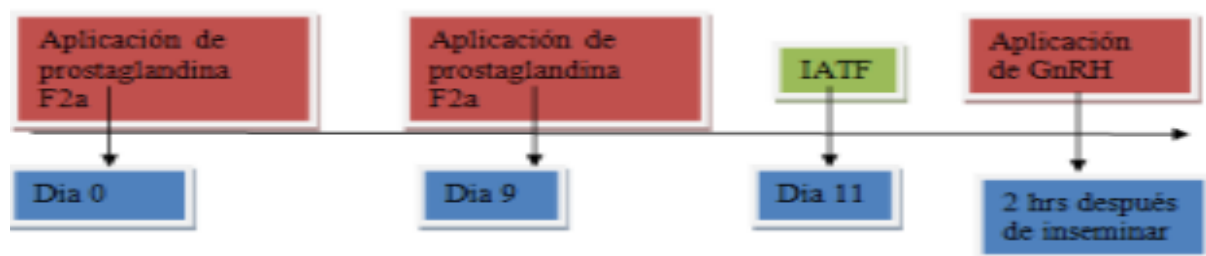 Aplicación de
prostaglandina
F2a
Aplicación de
prostaglandina
F2a
IATF
Aplicación
de GnRH
Dia 0
Dia 9
Dia 11
2 hrs después
de inseminar